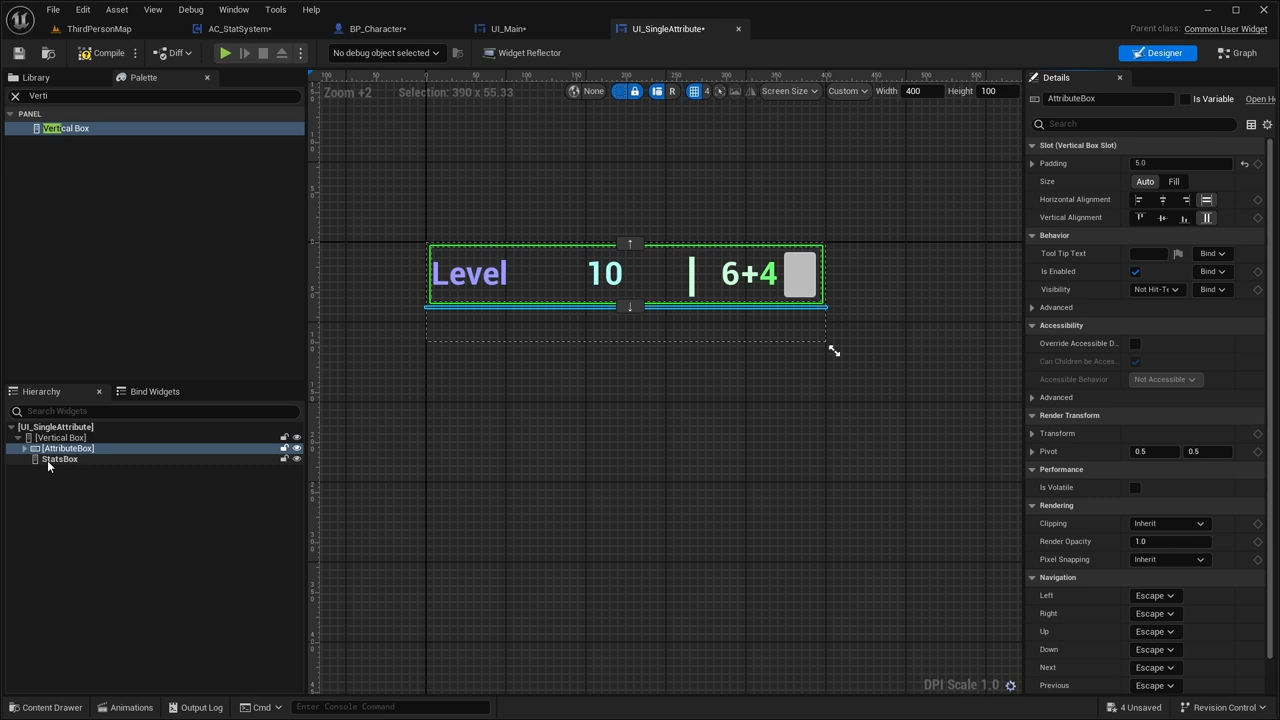 File Edit Asset View Debug Window Tools Help
ThirdPersonMap AC_StatSystem* BP_Character* UI_Main* UI_SingleAttribute*
Parent class: Common User Widget
Compile Diff No debug object selected Widget Reflector Designer Graph
Library Palette
Verti
PANEL
Vertical Box
Hierarchy Bind Widgets
Search Widgets
[UI_SingleAttribute]
[Vertical Box]
[AttributeBox]
StatsBox
Zoom +2 Selection: 390 x 55.33
None R 4 Screen Size Custom Width 400 Height 100
Level 10 | 6+4
DPI Scale 1.0
Details
AttributeBox Is Variable Open H
Search
Slot (Vertical Box Slot)
Padding 5.0
Size Auto Fill
Horizontal Alignment
Vertical Alignment
Behavior
Tool Tip Text Bind
Is Enabled Bind
Visibility Not Hit-Te Bind
Advanced
Accessibility
Override Accessible D...
Can Children be Acces...
Accessible Behavior Not Accessible
Advanced
Render Transform
Transform
Pivot 0.5 0.5
Performance
Is Volatile
Rendering
Clipping Inherit
Render Opacity 1.0
Pixel Snapping Inherit
Navigation
Left Escape
Right Escape
Up Escape
Down Escape
Next Escape
Previous Escape
Content Drawer Animations Output Log Cmd Enter Console Command 4 Unsaved Revision Control